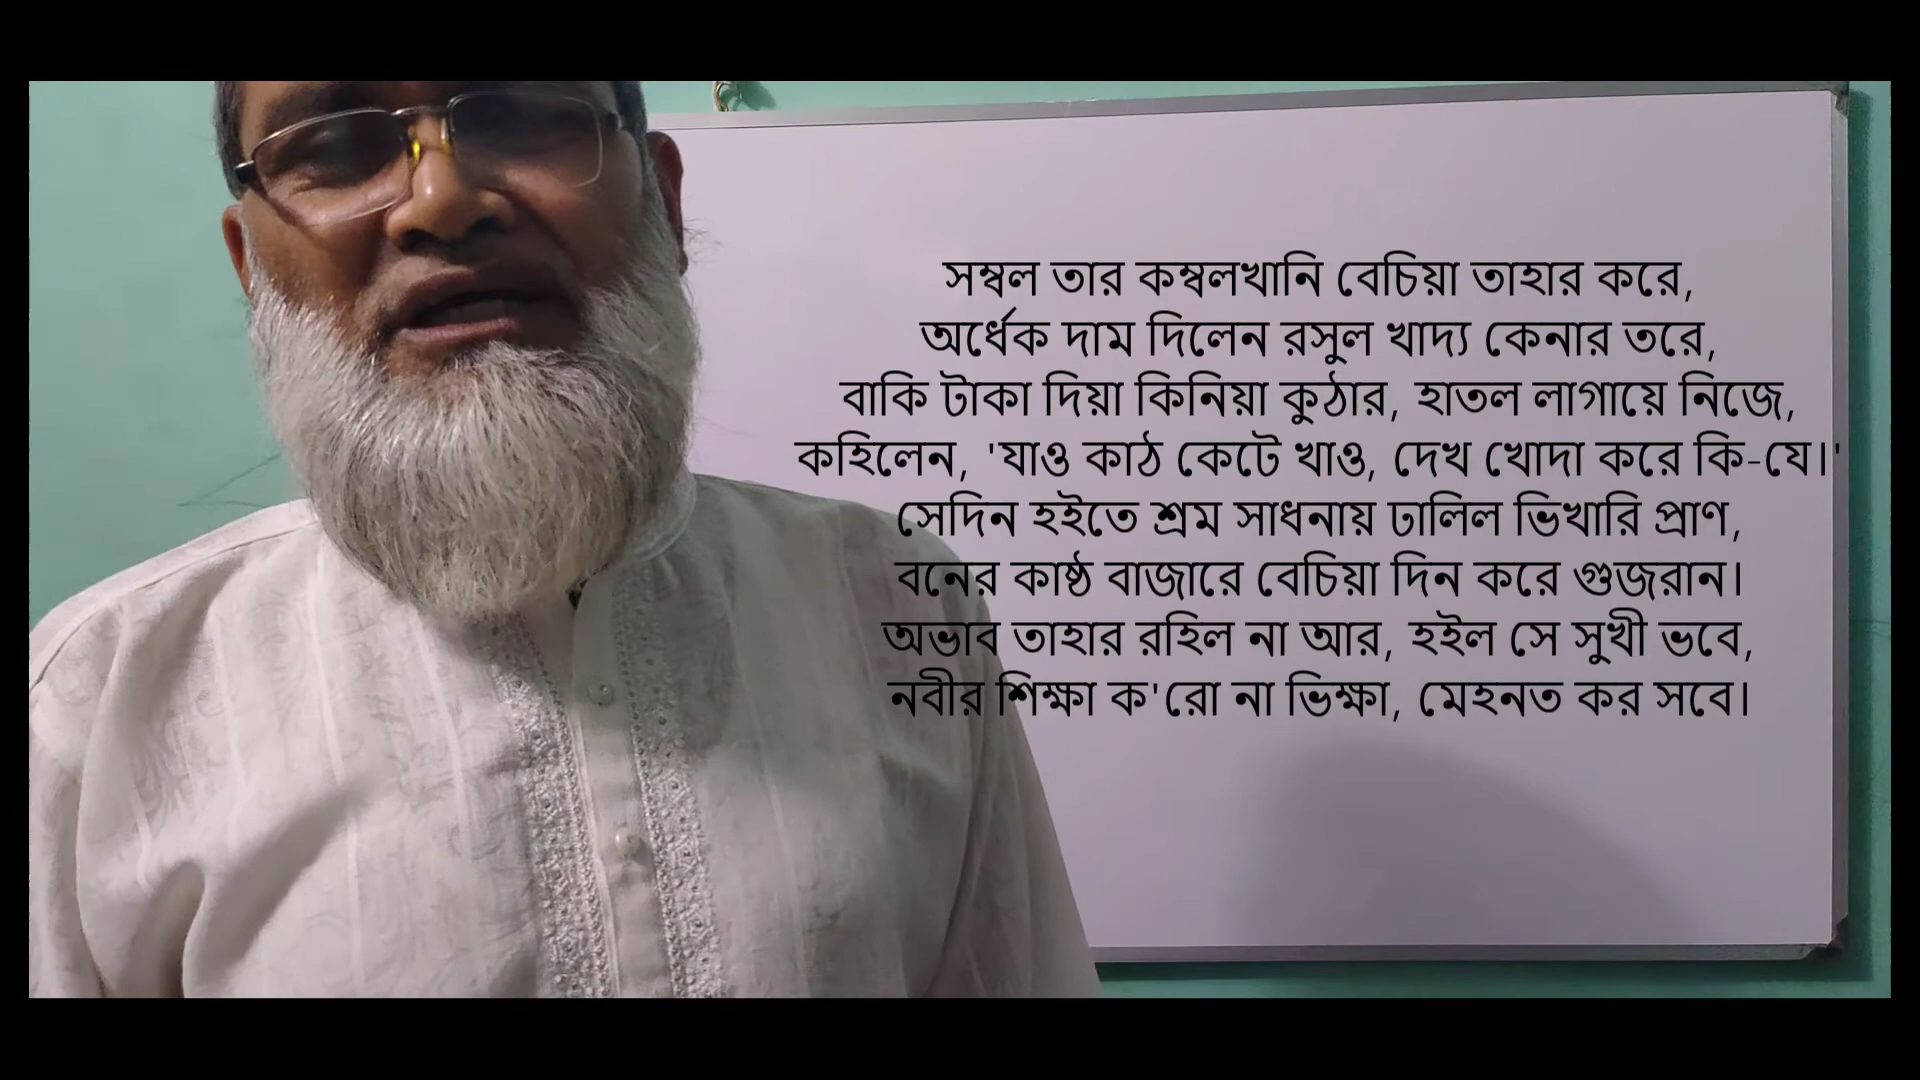 সম্বল তার কম্বলখানি বেচিয়া তাহার করে,
অর্ধেক দাম দিলেন রসুল খাদ্য কেনার তরে,
বাকি টাকা দিয়া কিনিয়া কুঠার, হাতল লাগায়ে নিজে,
কহিলেন, 'যাও কাঠ কেটে খাও, দেখ খোদা করে কি-যে।'
সেদিন হইতে শ্রম সাধনায় ঢালিল ভিখারি প্রাণ,
বনের কাষ্ঠ বাজারে বেচিয়া দিন করে গুজরান।
অভাব তাহার রহিল না আর, হইল সে সুখী ভবে,
নবীর শিক্ষা ক'রো না ভিক্ষা, মেহনত কর সবে।